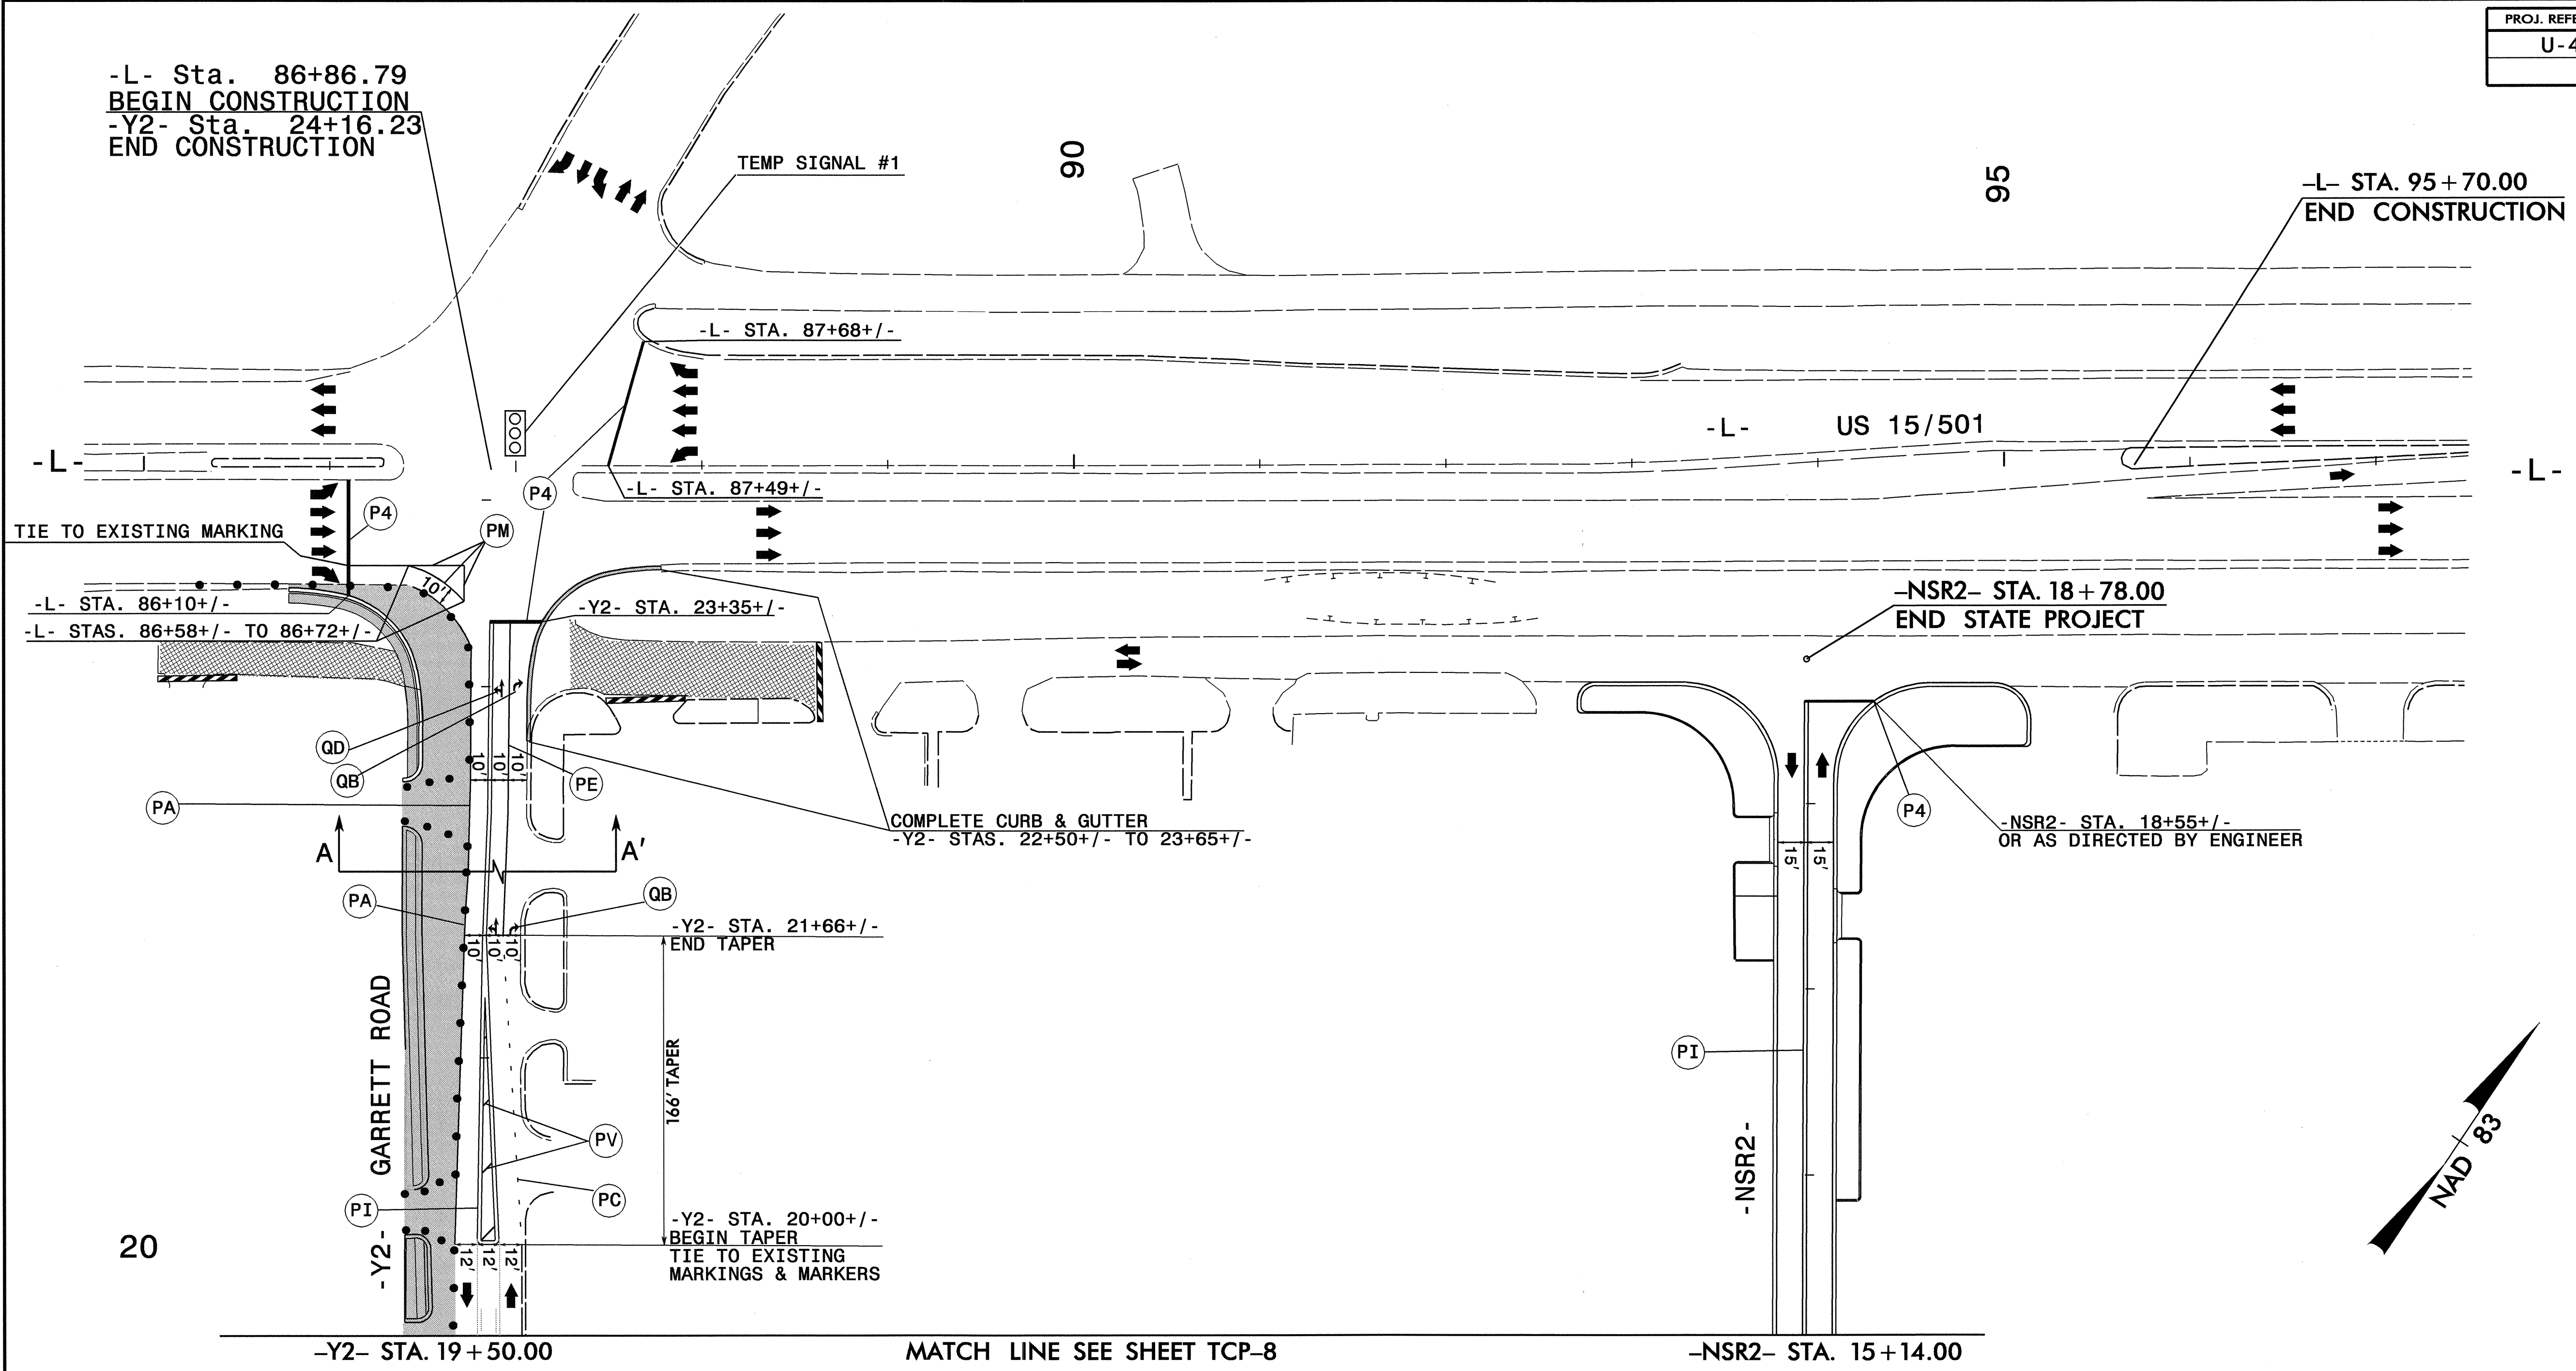 PROJ. REFE
U-4
-L- Sta. 86+86.79
BEGIN CONSTRUCTION
-Y2- Sta. 24+16.23
END CONSTRUCTION
TEMP SIGNAL #1
90
95
-L- STA. 95+70.00
END CONSTRUCTION
-L- STA. 87+68+/-
-L- US 15/501
-L-
-L-
P4
-L- STA. 87+49+/-
P4
TIE TO EXISTING MARKING
PM
10'
-L- STA. 86+10+/-
-Y2- STA. 23+35+/-
-L- STAS. 86+58+/- TO 86+72+/-
-NSR2- STA. 18+78.00
END STATE PROJECT
QD
QB
10' 10' 10'
PE
PA
COMPLETE CURB & GUTTER
-Y2- STAS. 22+50+/- TO 23+65+/-
P4
-NSR2- STA. 18+55+/-
OR AS DIRECTED BY ENGINEER
A A'
15' 15'
PA
QB
-Y2- STA. 21+66+/-
END TAPER
10' 10' 10'
GARRETT ROAD
166' TAPER
PI
PV
PC
PI
-Y2-
-NSR2-
NAD 83
20
-Y2- STA. 20+00+/-
BEGIN TAPER
TIE TO EXISTING
MARKINGS & MARKERS
12' 12' 12'
-Y2- STA. 19+50.00
MATCH LINE SEE SHEET TCP-8
-NSR2- STA. 15+14.00